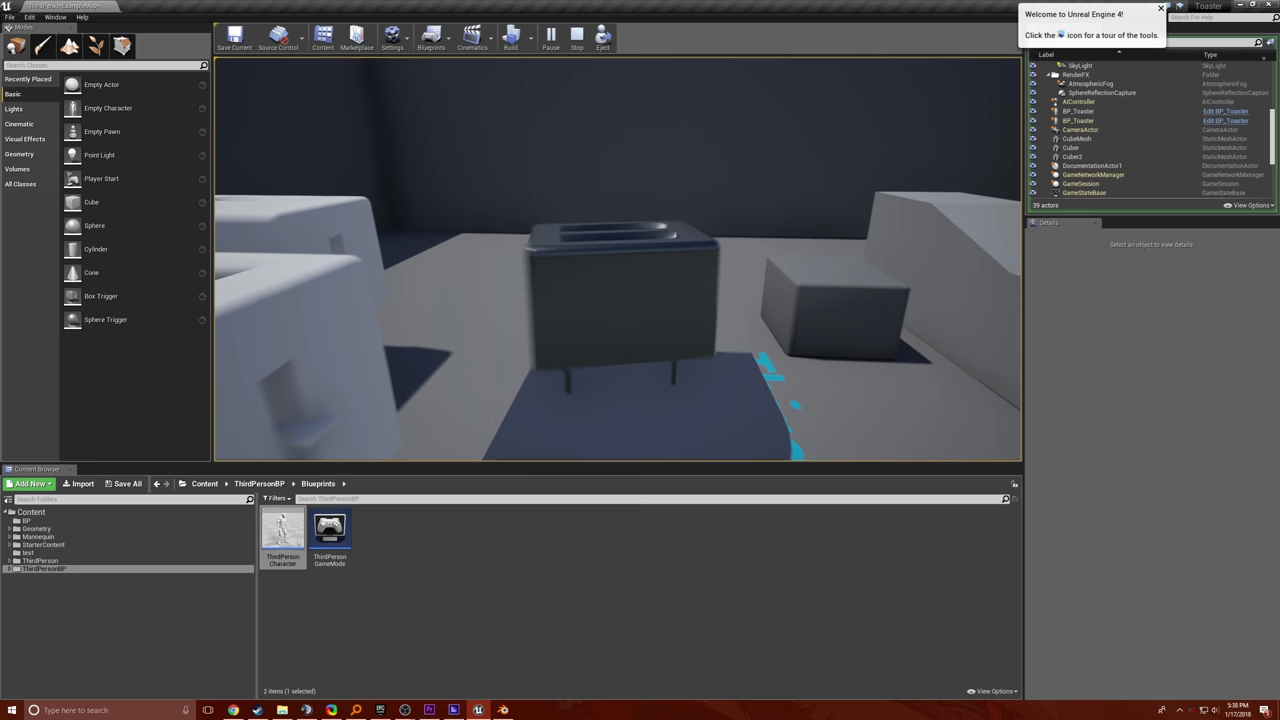 ThirdPersonExampleMap
Toaster
File Edit Window Help
Search For Help
Welcome to Unreal Engine 4!
Click the icon for a tour of the tools.
Modes
Save Current
Source Control
Content
Marketplace
Settings
Blueprints
Cinematics
Build
Pause
Stop
Eject
Search Classes
Recently Placed
Basic
Lights
Cinematic
Visual Effects
Geometry
Volumes
All Classes
Empty Actor
Empty Character
Empty Pawn
Point Light
Player Start
Cube
Sphere
Cylinder
Cone
Box Trigger
Sphere Trigger
Label Type
SkyLight SkyLight
RenderFX Folder
AtmosphericFog AtmosphericFog
SphereReflectionCapture SphereReflectionCapture
AIController AIController
BP_Toaster Edit BP_Toaster
BP_Toaster Edit BP_Toaster
CameraActor CameraActor
CubeMesh StaticMeshActor
Cuber StaticMeshActor
Cuber2 StaticMeshActor
DocumentationActor1 DocumentationActor
GameNetworkManager GameNetworkManager
GameSession GameSession
GameStateBase GameStateBase
39 actors View Options
Details
Select an object to view details.
Content Browser
Add New Import Save All Content ThirdPersonBP Blueprints
Search Folders
Filters Search ThirdPersonBP
Content
BP
Geometry
Mannequin
StarterContent
test
ThirdPerson
ThirdPersonBP
ThirdPerson
Character
ThirdPerson
GameMode
2 items (1 selected) View Options
Type here to search
5:38 PM
1/17/2018